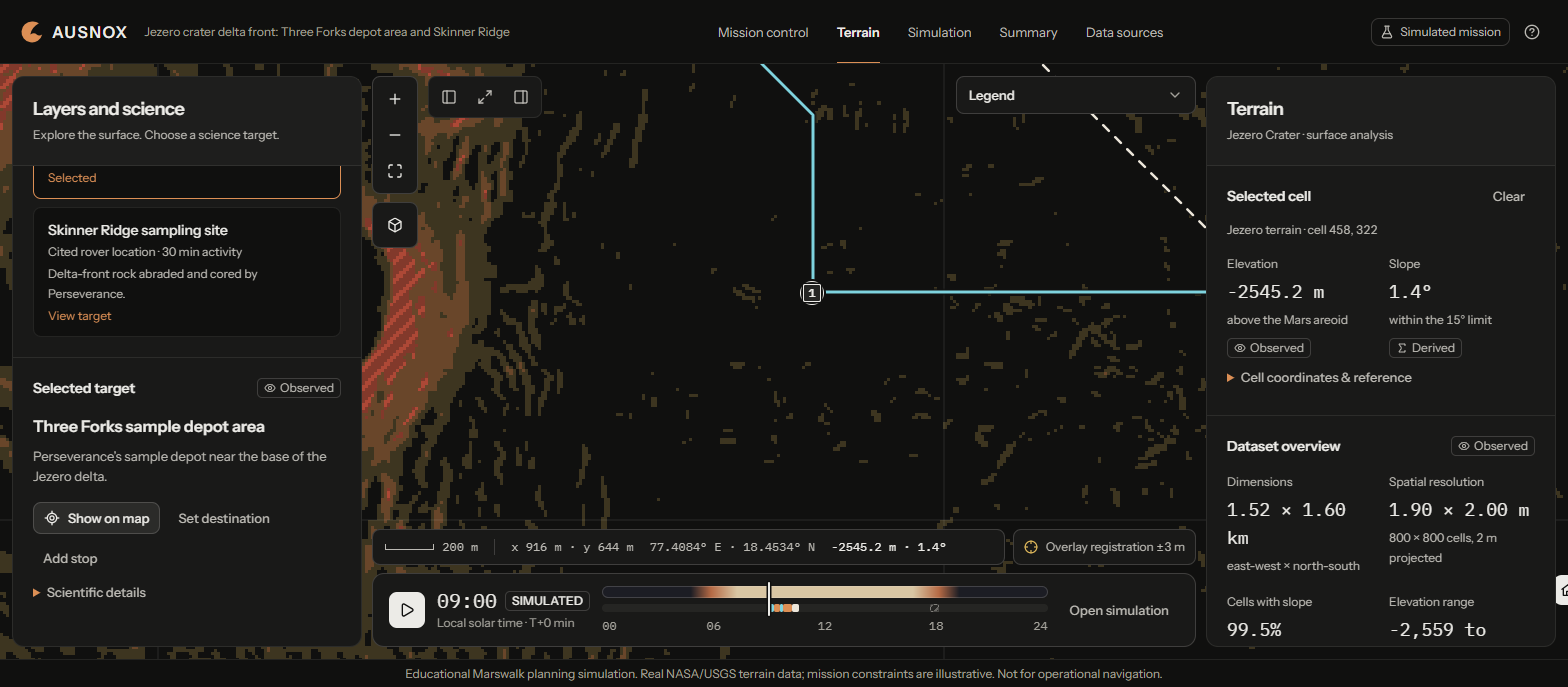 AUSNOX
Jezero crater delta front: Three Forks depot area and Skinner Ridge
Mission control
Terrain
Simulation
Summary
Data sources
Simulated mission
Layers and science
Explore the surface. Choose a science target.
Selected
Skinner Ridge sampling site
Cited rover location · 30 min activity
Delta-front rock abraded and cored by
Perseverance.
View target
Selected target
Observed
Three Forks sample depot area
Perseverance's sample depot near the base of the
Jezero delta.
Show on map
Set destination
Add stop
Scientific details
Legend
1
200 m
x 916 m · y 644 m 77.4084° E · 18.4534° N -2545.2 m · 1.4°
Overlay registration ±3 m
09:00 SIMULATED
Local solar time · T+0 min
00 06 12 18 24
Open simulation
Terrain
Jezero Crater · surface analysis
Selected cell
Clear
Jezero terrain · cell 458, 322
Elevation
Slope
-2545.2 m
1.4°
above the Mars areoid
within the 15° limit
Observed
Derived
Cell coordinates & reference
Dataset overview
Observed
Dimensions
Spatial resolution
1.52 × 1.60
km
1.90 × 2.00 m
east-west × north-south
800 × 800 cells, 2 m
projected
Cells with slope
Elevation range
99.5%
-2,559 to
Educational Marswalk planning simulation. Real NASA/USGS terrain data; mission constraints are illustrative. Not for operational navigation.